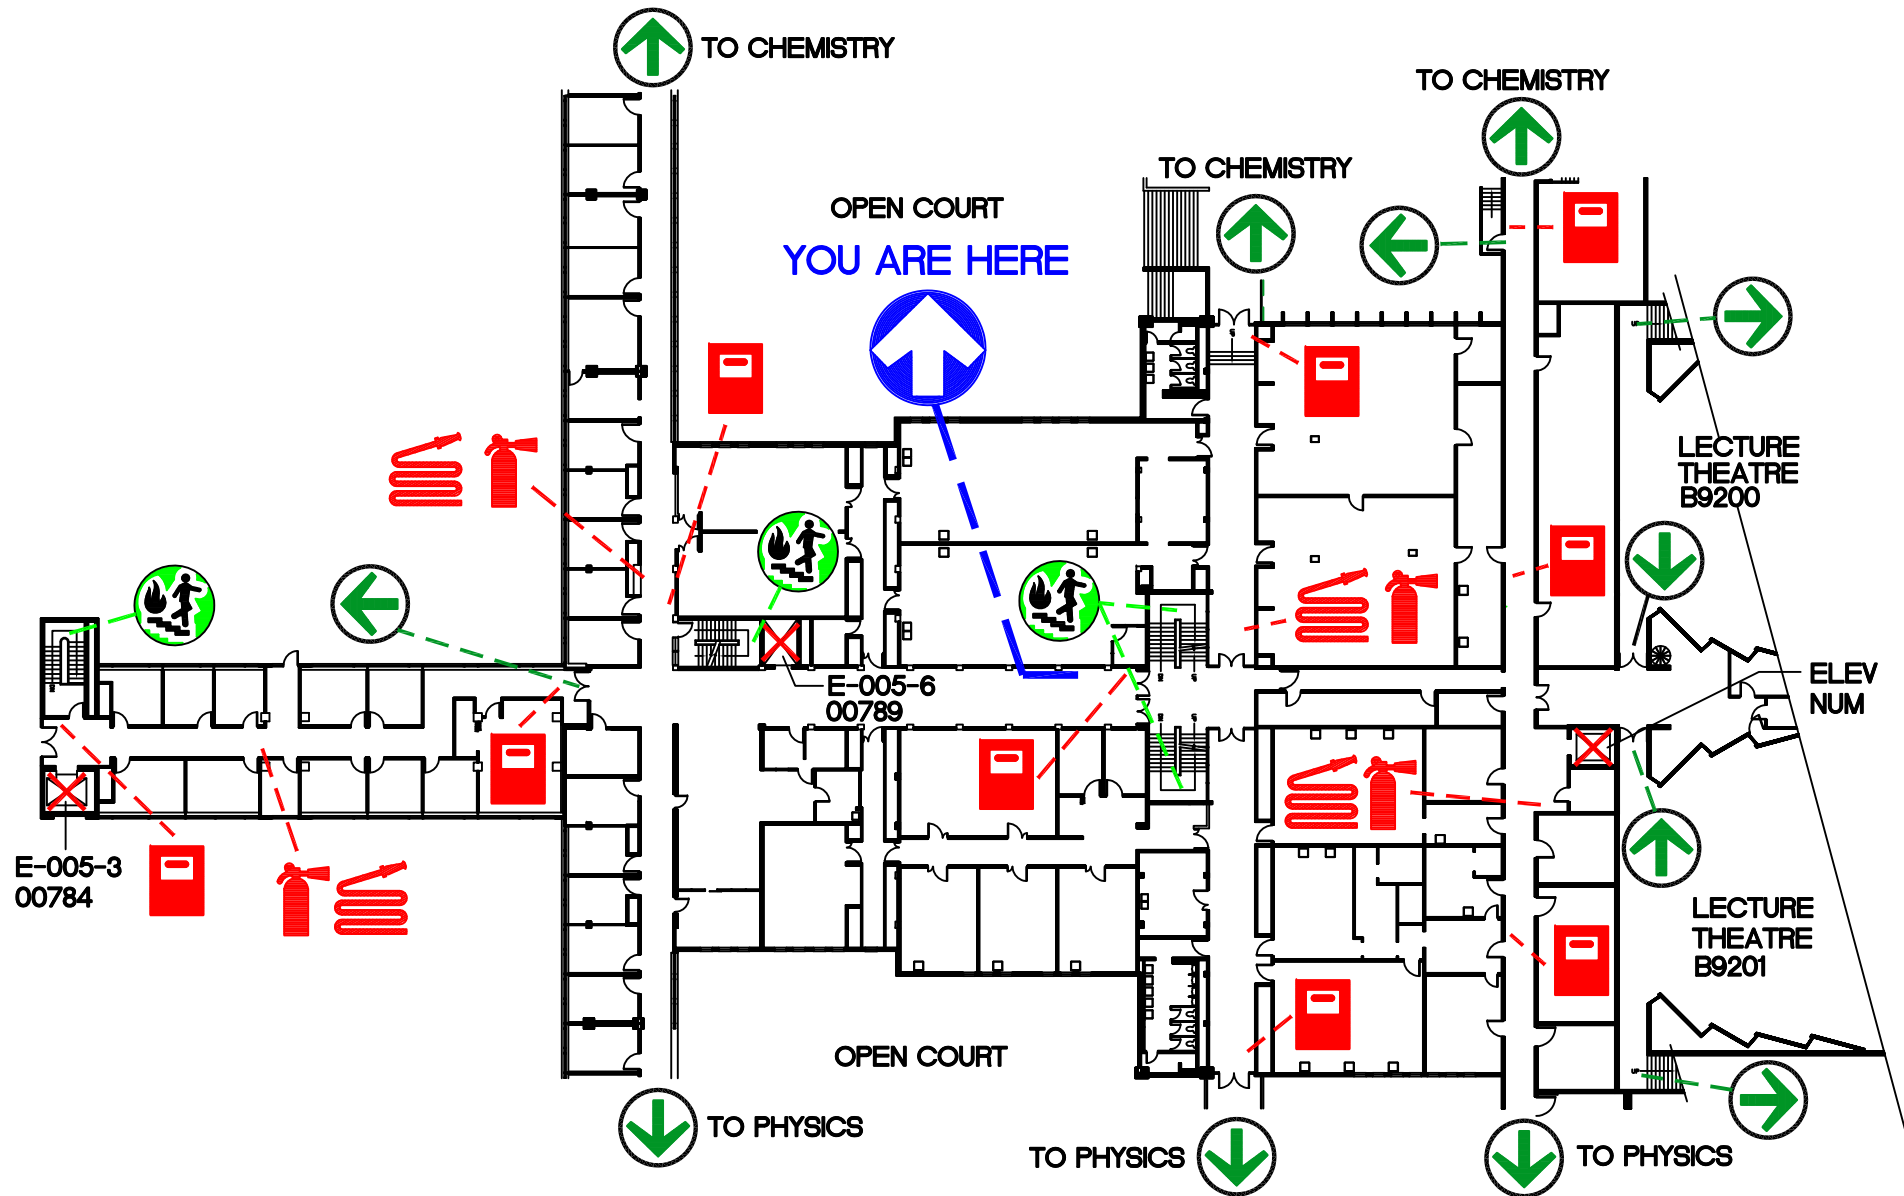 TO CHEMISTRY
TO CHEMISTRY
TO CHEMISTRY
OPEN COURT
YOU ARE HERE
LECTURE
THEATRE
B9200
E-005-6
00789
ELEV
NUM
E-005-3
00784
LECTURE
THEATRE
B9201
OPEN COURT
TO PHYSICS
TO PHYSICS
TO PHYSICS